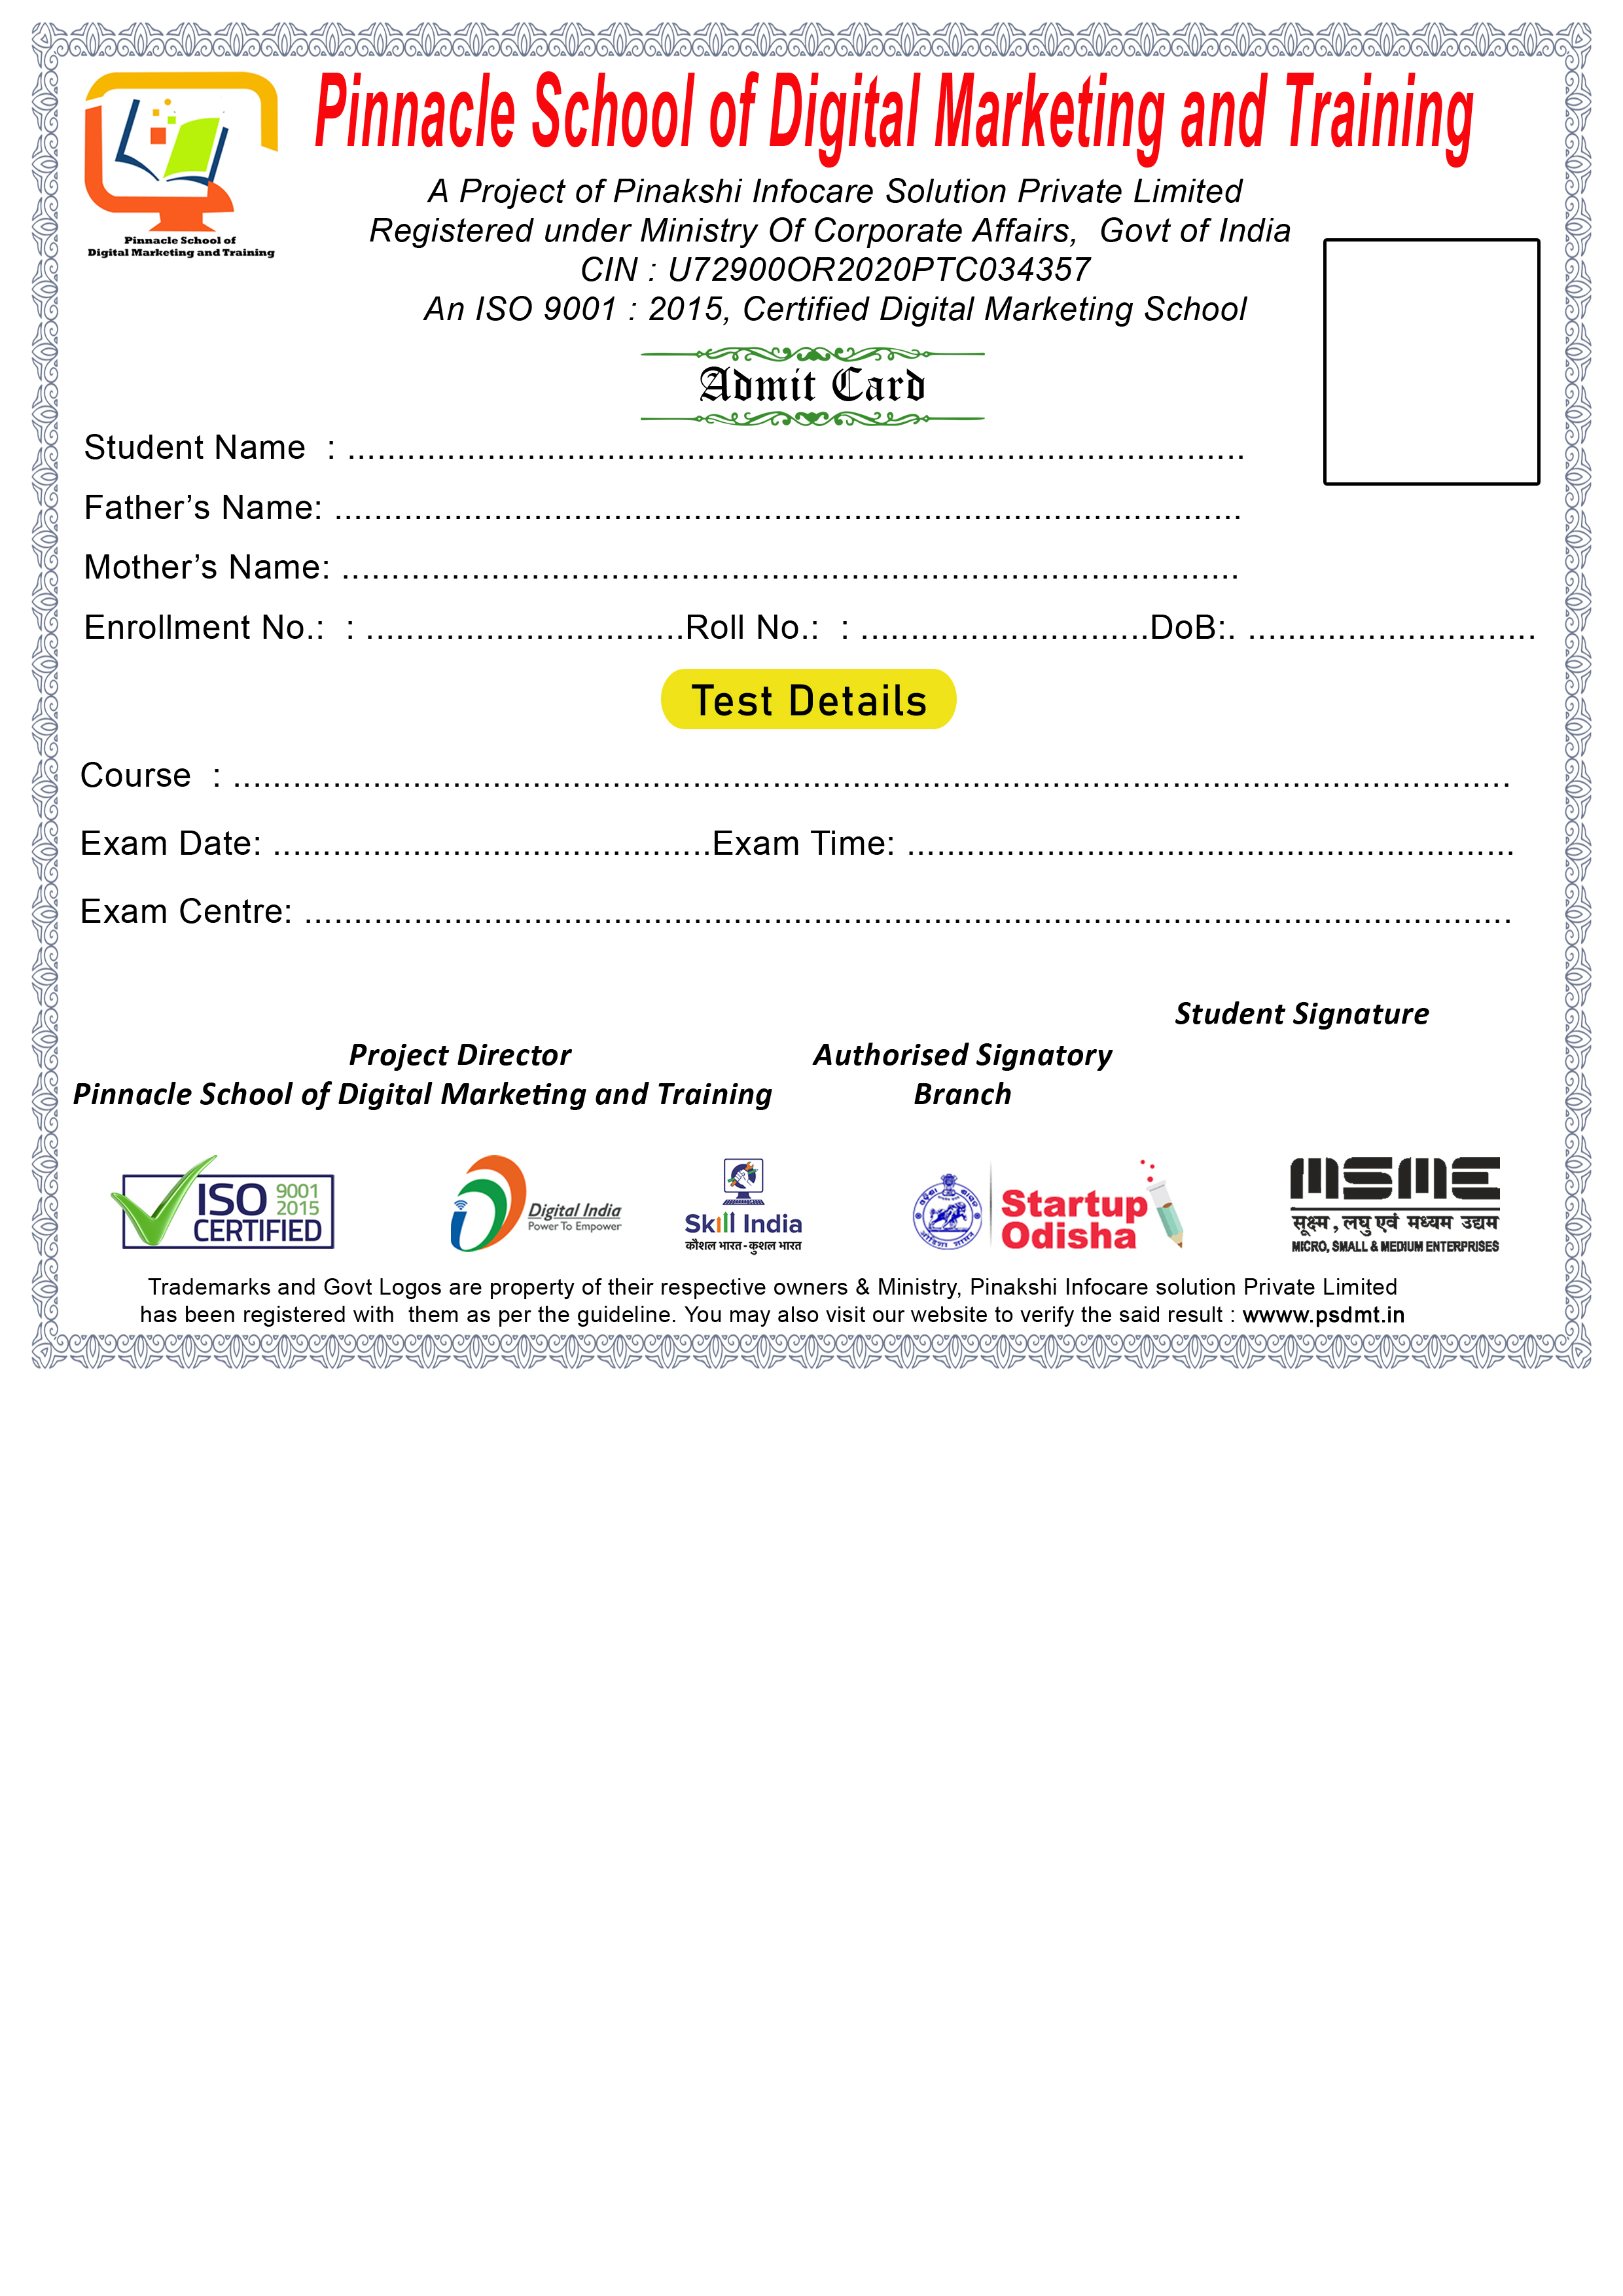 Pinnacle School of Digital Marketing and Training
Pinnacle School of
Digital Marketing and Training
A Project of Pinakshi Infocare Solution Private Limited
Registered under Ministry Of Corporate Affairs, Govt of India
CIN : U72900OR2020PTC034357
An ISO 9001 : 2015, Certified Digital Marketing School
Admit Card
Student Name : ..........................................................................................
Father’s Name: ...........................................................................................
Mother’s Name: ..........................................................................................
Enrollment No.: : ................................Roll No.: : .............................DoB:. .............................
Test Details
Course : ................................................................................................................................
Exam Date: ............................................Exam Time: .............................................................
Exam Centre: .........................................................................................................................
Student Signature
Project Director Authorised Signatory
Pinnacle School of Digital Marketing and Training Branch
ISO 9001 2015
CERTIFIED
Digital India
Power To Empower
Skill India
कौशल भारत - कुशल भारत
Startup
Odisha
MSME
सूक्ष्म , लघु एवं मध्यम उद्यम
MICRO, SMALL & MEDIUM ENTERPRISES
Trademarks and Govt Logos are property of their respective owners & Ministry, Pinakshi Infocare solution Private Limited
has been registered with them as per the guideline. You may also visit our website to verify the said result : wwww.psdmt.in